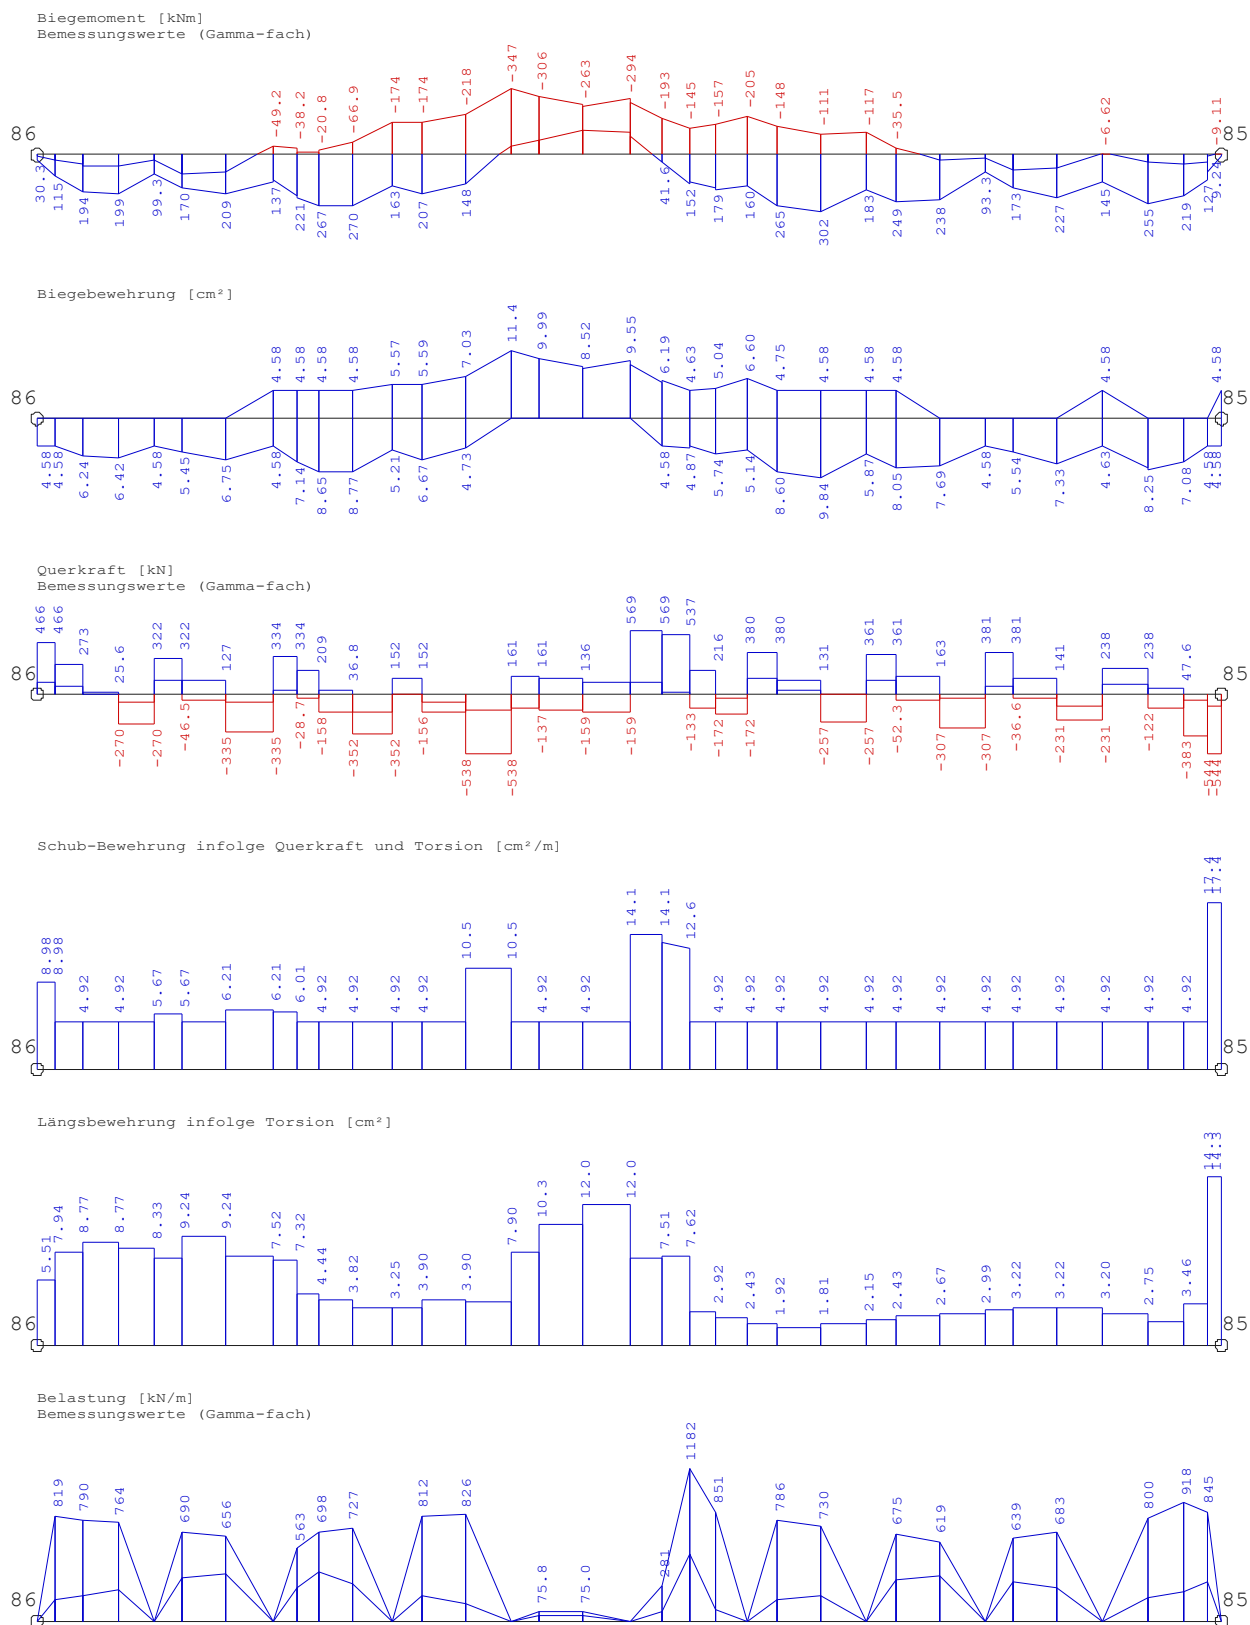 Biegemoment [kNm]
Bemessungswerte (Gamma-fach)
-49.2 -38.2 -20.8 -66.9 -174 -174 -218 -347 -306 -263 -294 -193 -145 -157 -205 -148 -111 -117 -35.5 -6.62 -9.11
86 85
30.3 115 194 199 99.3 170 209 137 221 267 270 163 207 148 41.6 152 179 160 265 302 183 249 238 93.3 173 227 145 255 219 127 9.24
Biegebewehrung [cm²]
4.58 4.58 4.58 4.58 5.57 5.59 7.03 11.4 9.99 8.52 9.55 6.19 4.63 5.04 6.60 4.75 4.58 4.58 4.58 4.58 4.58
86 85
4.58 4.58 6.24 6.42 4.58 5.45 6.75 4.58 7.14 8.65 8.77 5.21 6.67 4.73 4.58 4.87 5.74 5.14 8.60 9.84 5.87 8.05 7.69 4.58 5.54 7.33 4.63 8.25 7.08 4.58 4.58
Querkraft [kN]
Bemessungswerte (Gamma-fach)
466 466 273 25.6 322 322 127 334 334 209 36.8 152 152 161 161 136 569 569 537 216 380 380 131 361 361 163 381 381 141 238 238 47.6
86 85
-270 -270 -46.5 -335 -335 -28.7 -158 -352 -352 -156 -538 -538 -137 -159 -159 -133 -172 -172 -257 -257 -52.3 -307 -307 -36.6 -231 -231 -122 -383 -544 -544
Schub-Bewehrung infolge Querkraft und Torsion [cm²/m]
8.98 8.98 4.92 4.92 5.67 5.67 6.21 6.21 6.01 4.92 4.92 4.92 4.92 10.5 10.5 4.92 4.92 14.1 14.1 12.6 4.92 4.92 4.92 4.92 4.92 4.92 4.92 4.92 4.92 4.92 4.92 4.92 4.92 17.4 17.4
86 85
Längsbewehrung infolge Torsion [cm²]
5.51 7.94 8.77 8.77 8.33 9.24 9.24 7.52 7.32 4.44 3.82 3.25 3.90 3.90 7.90 10.3 12.0 12.0 7.51 7.62 2.92 2.43 1.92 1.81 2.15 2.43 2.67 2.99 3.22 3.22 3.20 2.75 3.46 14.3 14.3
86 85
Belastung [kN/m]
Bemessungswerte (Gamma-fach)
819 790 764 690 656 563 698 727 812 826 75.8 75.0 281 1182 851 786 730 675 619 639 683 800 918 845
86 85